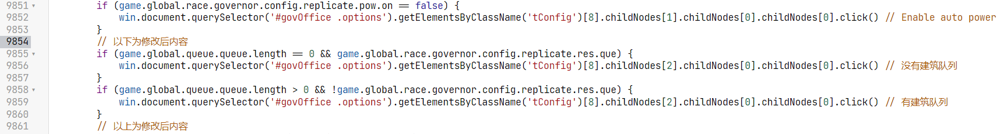 9851 if (game.global.race.governor.config.replicate.pow.on == false) {
9852 win.document.querySelector('#govOffice .options').getElementsByClassName('tConfig')[8].childNodes[1].childNodes[0].childNodes[0].click() // Enable auto power
9853 }
9854 // 以下为修改后内容
9855 if (game.global.queue.queue.length == 0 && game.global.race.governor.config.replicate.res.que) {
9856 win.document.querySelector('#govOffice .options').getElementsByClassName('tConfig')[8].childNodes[2].childNodes[0].childNodes[0].click() // 没有建筑队列
9857 }
9858 if (game.global.queue.queue.length > 0 && !game.global.race.governor.config.replicate.res.que) {
9859 win.document.querySelector('#govOffice .options').getElementsByClassName('tConfig')[8].childNodes[2].childNodes[0].childNodes[0].click() // 有建筑队列
9860 }
9861 // 以上为修改后内容